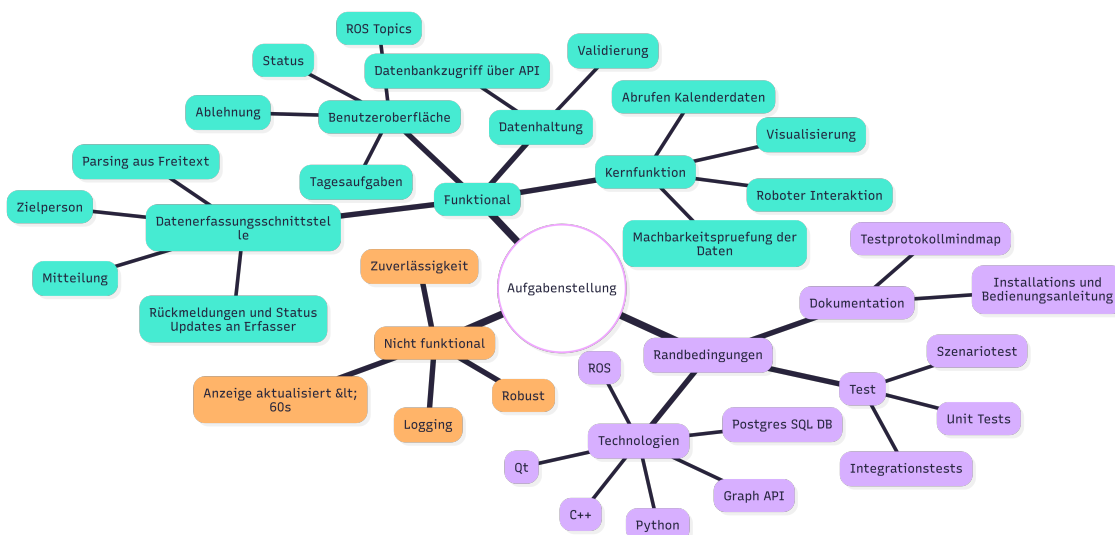 ROS Topics
Status
Datenbankzugriff über API
Validierung
Ablehnung
Benutzeroberfläche
Datenhaltung
Abrufen Kalenderdaten
Visualisierung
Parsing aus Freitext
Tagesaufgaben
Kernfunktion
Roboter Interaktion
Zielperson
Datenerfassungsschnittstel
le
Funktional
Machbarkeitspruefung der
Daten
Mitteilung
Rückmeldungen und Status
Updates an Erfasser
Zuverlässigkeit
Aufgabenstellung
Testprotokollmindmap
Dokumentation
Installations und
Bedienungsanleitung
Nicht funktional
Randbedingungen
Szenariotest
Anzeige aktualisiert &lt;
60s
Robust
Logging
ROS
Test
Unit Tests
Technologien
Postgres SQL DB
Integrationstests
Qt
Graph API
C++
Python